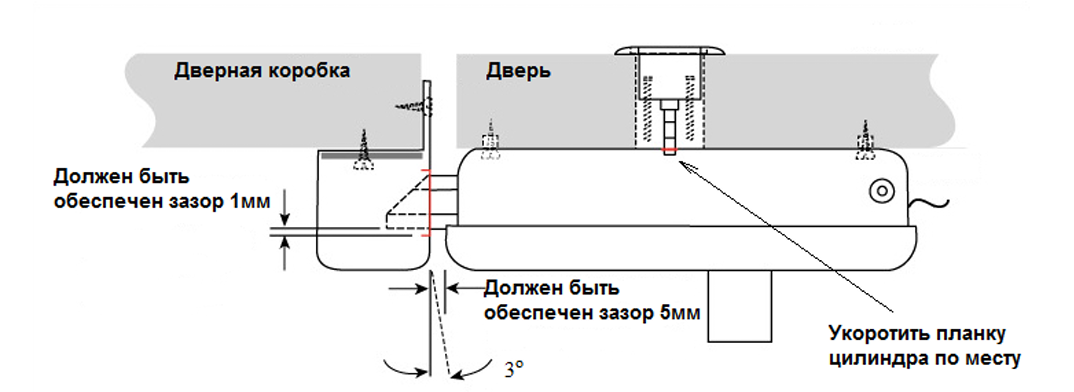 Дверная коробка
Дверь
Должен быть
обеспечен зазор 1мм
Должен быть
обеспечен зазор 5мм
Укоротить планку
цилиндра по месту
3°